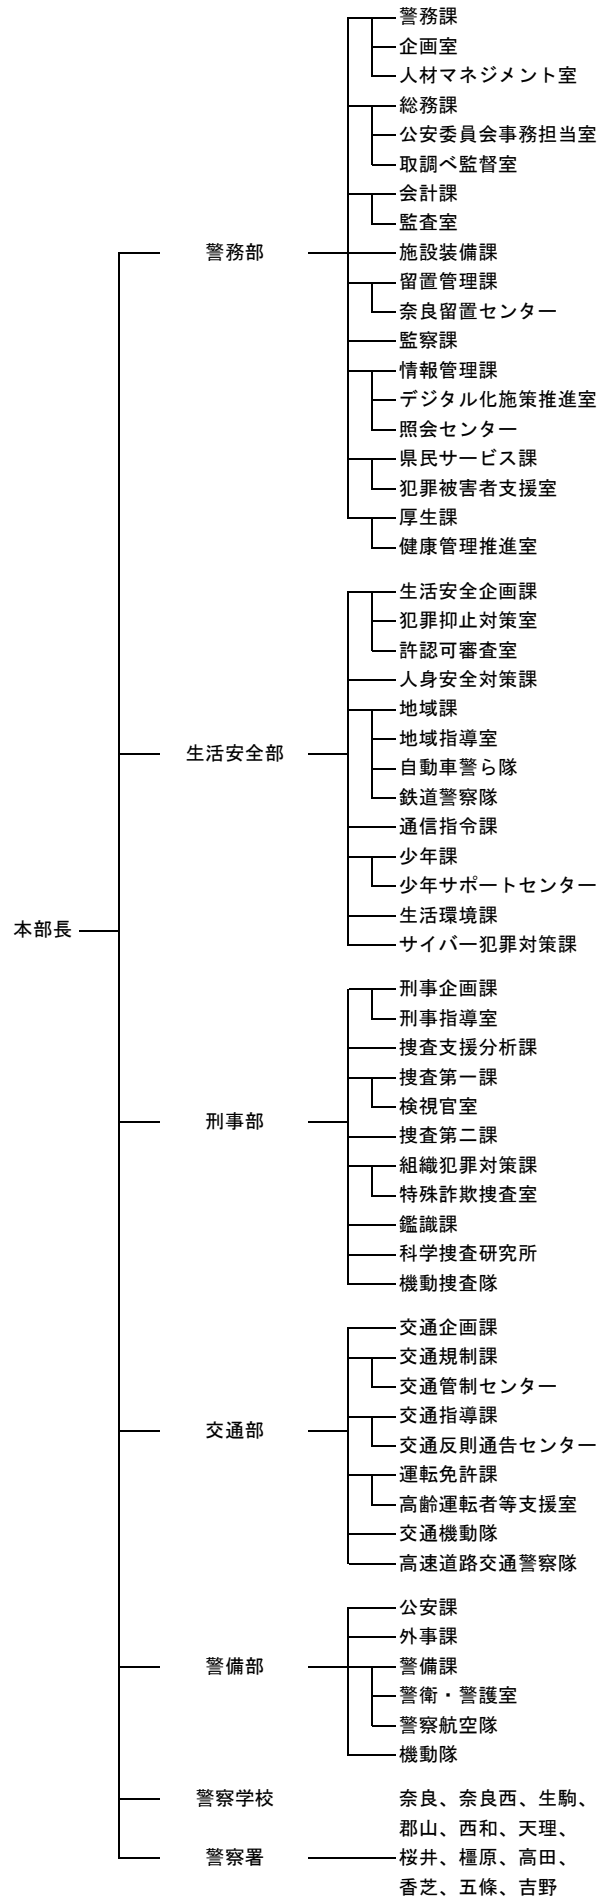 本部長
警務部
警務課
企画室
人材マネジメント室
総務課
公安委員会事務担当室
取調べ監督室
会計課
監査室
施設装備課
留置管理課
奈良留置センター
監察課
情報管理課
デジタル化施策推進室
照会センター
県民サービス課
犯罪被害者支援室
厚生課
健康管理推進室
生活安全部
生活安全企画課
犯罪抑止対策室
許認可審査室
人身安全対策課
地域課
地域指導室
自動車警ら隊
鉄道警察隊
通信指令課
少年課
少年サポートセンター
生活環境課
サイバー犯罪対策課
刑事部
刑事企画課
刑事指導室
捜査支援分析課
捜査第一課
検視官室
捜査第二課
組織犯罪対策課
特殊詐欺捜査室
鑑識課
科学捜査研究所
機動捜査隊
交通部
交通企画課
交通規制課
交通管制センター
交通指導課
交通反則通告センター
運転免許課
高齢運転者等支援室
交通機動隊
高速道路交通警察隊
警備部
公安課
外事課
警備課
警衛・警護室
警察航空隊
機動隊
警察学校
警察署
奈良、奈良西、生駒、
郡山、西和、天理、
桜井、橿原、高田、
香芝、五條、吉野